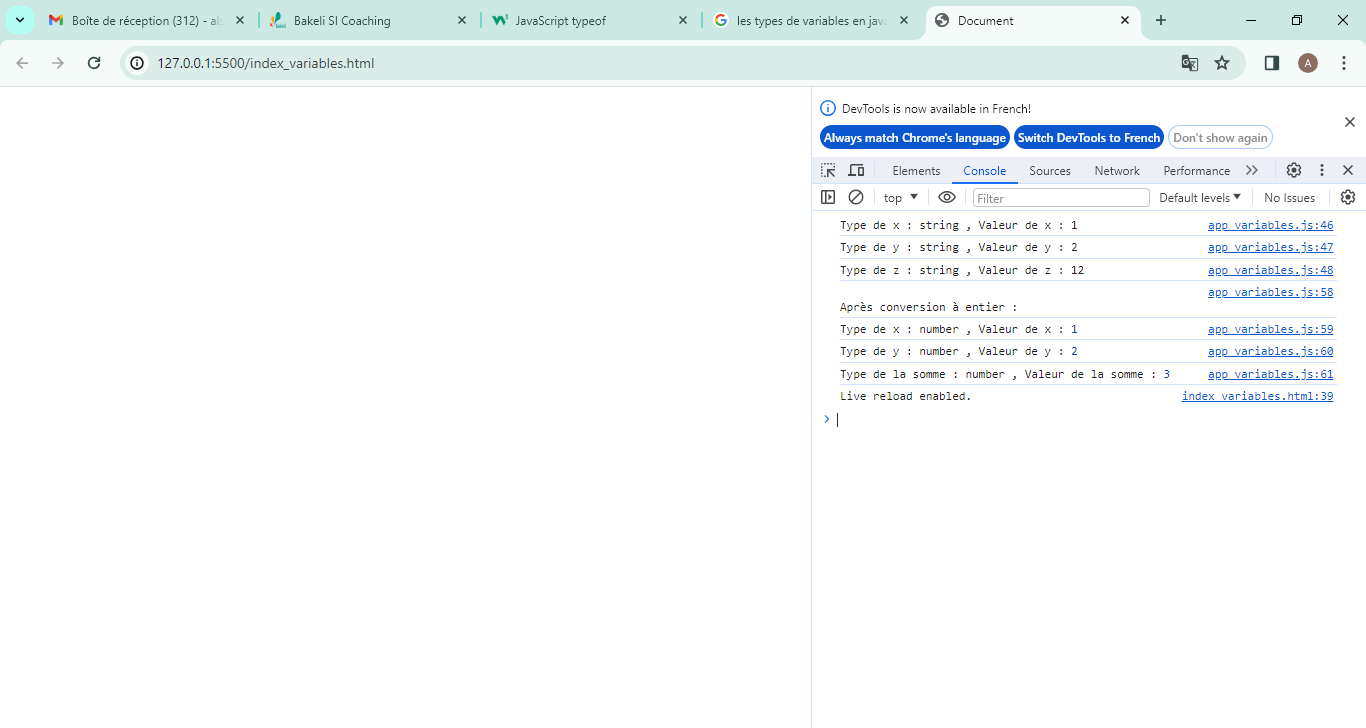 Boîte de réception (312) - als
Bakeli SI Coaching
JavaScript typeof
les types de variables en java
Document
127.0.0.1:5500/index_variables.html
A
DevTools is now available in French!
Always match Chrome's language
Switch DevTools to French
Don't show again
Elements
Console
Sources
Network
Performance
top
Filter
Default levels
No Issues
Type de x : string , Valeur de x : 1 app_variables.js:46
Type de y : string , Valeur de y : 2 app_variables.js:47
Type de z : string , Valeur de z : 12 app_variables.js:48
app_variables.js:58
Après conversion à entier :
Type de x : number , Valeur de x : 1 app_variables.js:59
Type de y : number , Valeur de y : 2 app_variables.js:60
Type de la somme : number , Valeur de la somme : 3 app_variables.js:61
Live reload enabled. index_variables.html:39